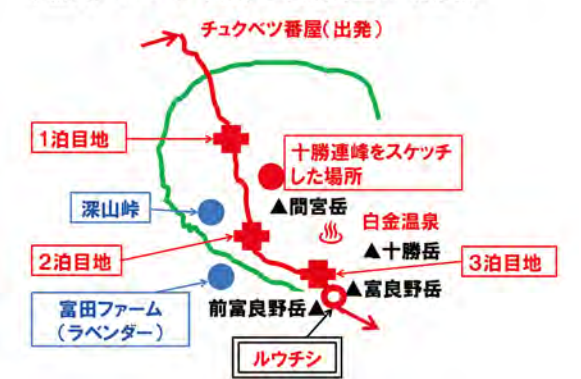 チュクベツ番屋(出発)
1泊目地
十勝連峰をスケッチ
した場所
深山峠
▲間宮岳
白金温泉
▲十勝岳
2泊目地
3泊目地
▲富良野岳
富田ファーム
(ラベンダー)
前富良野岳▲
ルウチシ